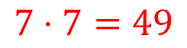 7 · 7 = 49